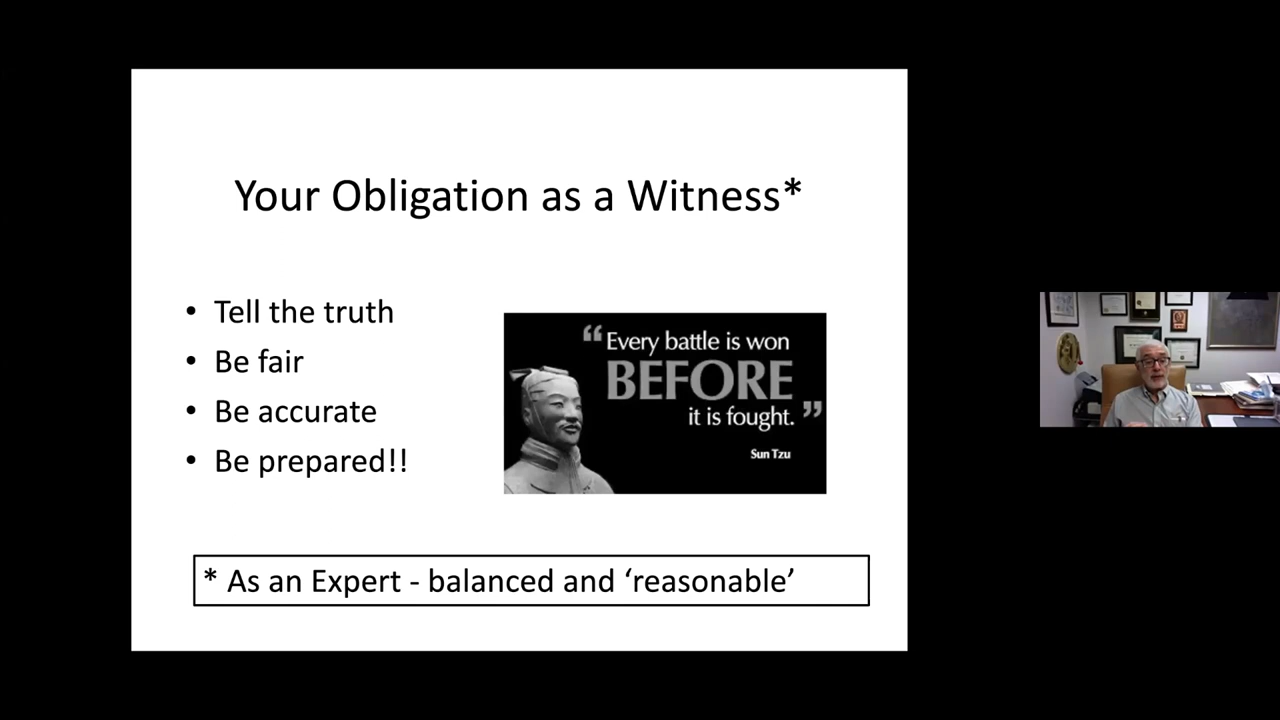 Your Obligation as a Witness*
• Tell the truth
• Be fair
• Be accurate
• Be prepared!!
“Every battle is won
BEFORE
it is fought.”
Sun Tzu
* As an Expert - balanced and ‘reasonable’